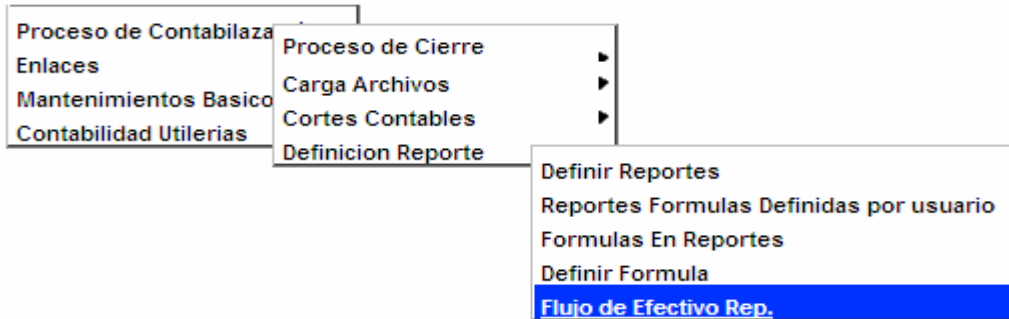 Proceso de Contabilaza
Enlaces
Mantenimientos Basico
Contabilidad Utilerias
Proceso de Cierre
Carga Archivos
Cortes Contables
Definicion Reporte
Definir Reportes
Reportes Formulas Definidas por usuario
Formulas En Reportes
Definir Formula
Flujo de Efectivo Rep.